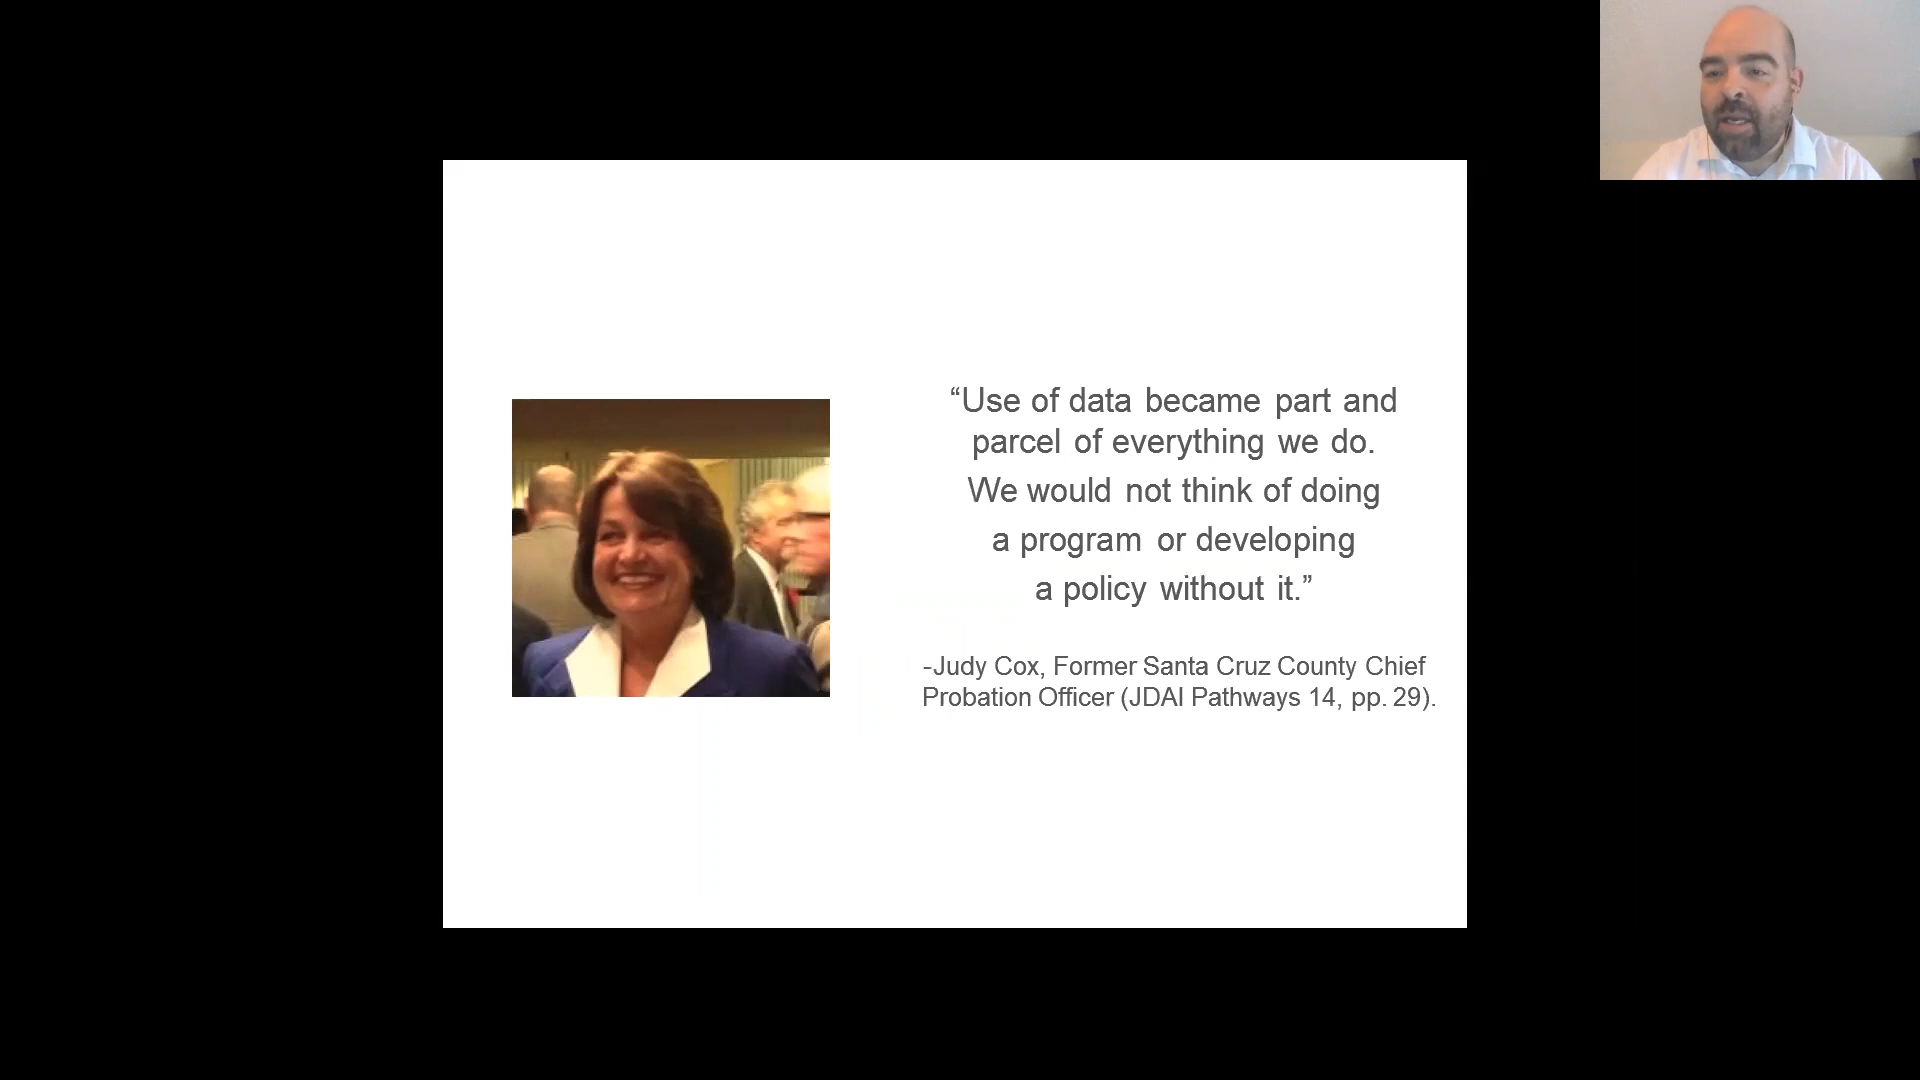 “Use of data became part and
parcel of everything we do.
We would not think of doing
a program or developing
a policy without it.”
-Judy Cox, Former Santa Cruz County Chief
Probation Officer (JDAI Pathways 14, pp. 29).